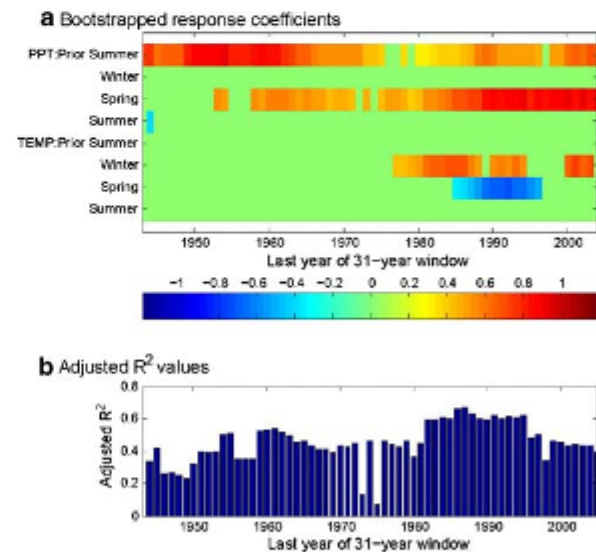 a Bootstrapped response coefficients
PPT:Prior Summer
Winter
Spring
Summer
TEMP:Prior Summer
Winter
Spring
Summer
1950 1960 1970 1980 1990 2000
Last year of 31-year window
−1 −0.8 −0.6 −0.4 −0.2 0 0.2 0.4 0.6 0.8 1
b Adjusted R² values
0.8
0.6
0.4
0.2
0
Adjusted R²
1950 1960 1970 1980 1990 2000
Last year of 31-year window